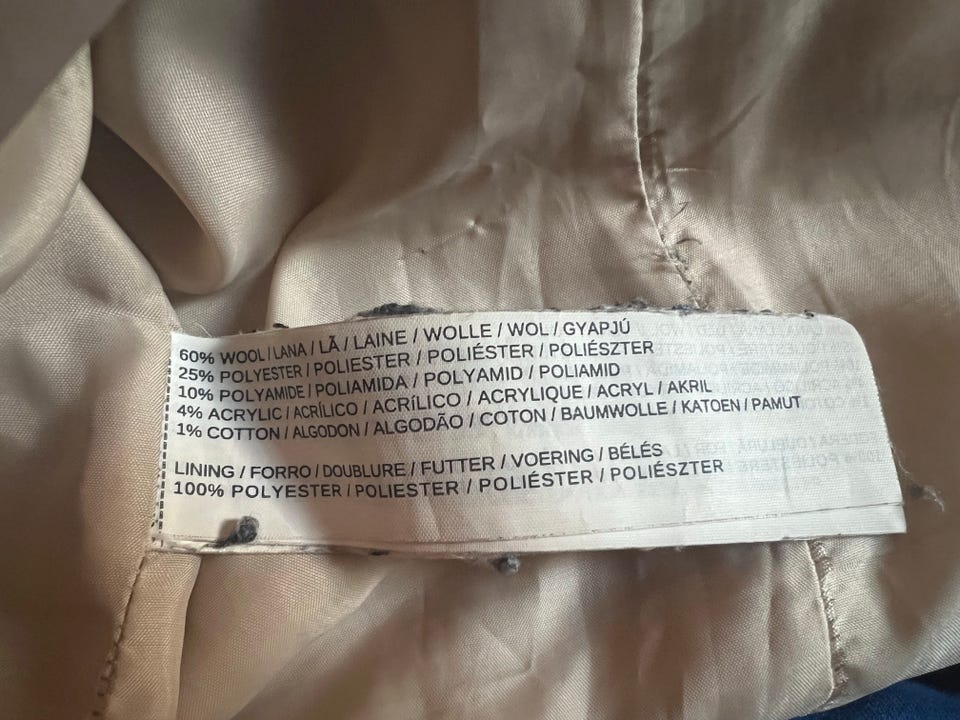 60% WOOL / LANA / LÃ / LAINE / WOLLE / WOL / GYAPJÚ
25% POLYESTER / POLIESTER / POLIÉSTER / POLIÉSZTER
10% POLYAMIDE / POLIAMIDA / POLYAMID / POLIAMID
4% ACRYLIC / ACRÍLICO / ACRÍLICO / ACRYLIQUE / ACRYL / AKRIL
1% COTTON / ALGODON / ALGODÃO / COTON / BAUMWOLLE / KATOEN / PAMUT
LINING / FORRO / DOUBLURE / FUTTER / VOERING / BÉLÉS
100% POLYESTER / POLIESTER / POLIÉSTER / POLIÉSZTER